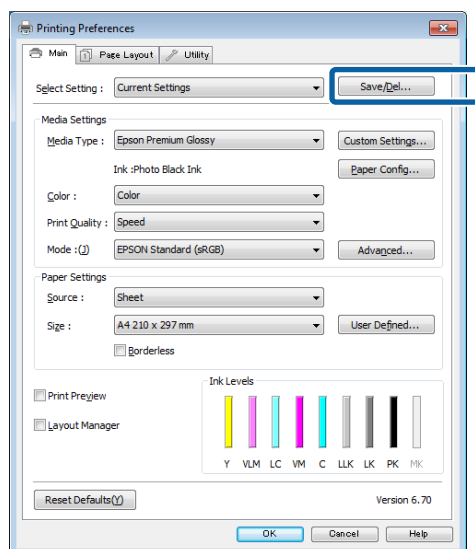 Printing Preferences
Main Page Layout Utility
Select Setting : Current Settings Save/Del...
Media Settings
Media Type : Epson Premium Glossy Custom Settings...
Ink :Photo Black Ink Paper Config...
Color : Color
Print Quality : Speed
Mode :(J) EPSON Standard (sRGB) Advanced...
Paper Settings
Source : Sheet
Size : A4 210 x 297 mm User Defined...
Borderless
Print Preview
Layout Manager
Ink Levels
Y VLM LC VM C LLK LK PK MK
Reset Defaults(Y) Version 6.70
OK Cancel Help